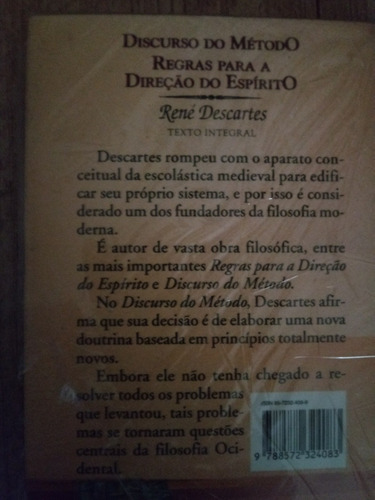 DISCURSO DO MÉTODO
REGRAS PARA A
DIREÇÃO DO ESPÍRITO
René Descartes
TEXTO INTEGRAL
Descartes rompeu com o aparato con-
ceitual da escolástica medieval para edifi-
car seu próprio sistema, e por isso é consi-
derado um dos fundadores da filosofia mo-
derna.
É autor de vasta obra filosófica, entre
as mais importantes Regras para a Direção
do Espírito e Discurso do Método.
No Discurso do Método, Descartes afir-
ma que sua decisão é de elaborar uma nova
doutrina baseada em princípios totalmente
novos.
Embora ele não tenha chegado a re-
solver todos os problemas
que levantou, tais proble-
mas se tornaram questões
centrais da filosofia Oci-
dental.
9 788572 324083